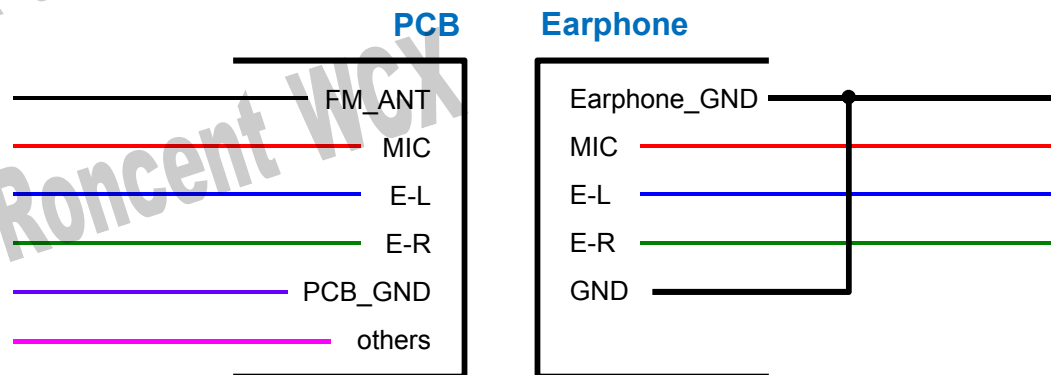 PCB
Earphone
FM_ANT
MIC
E-L
E-R
PCB_GND
others
Earphone_GND
MIC
E-L
E-R
GND
Roncent WCX